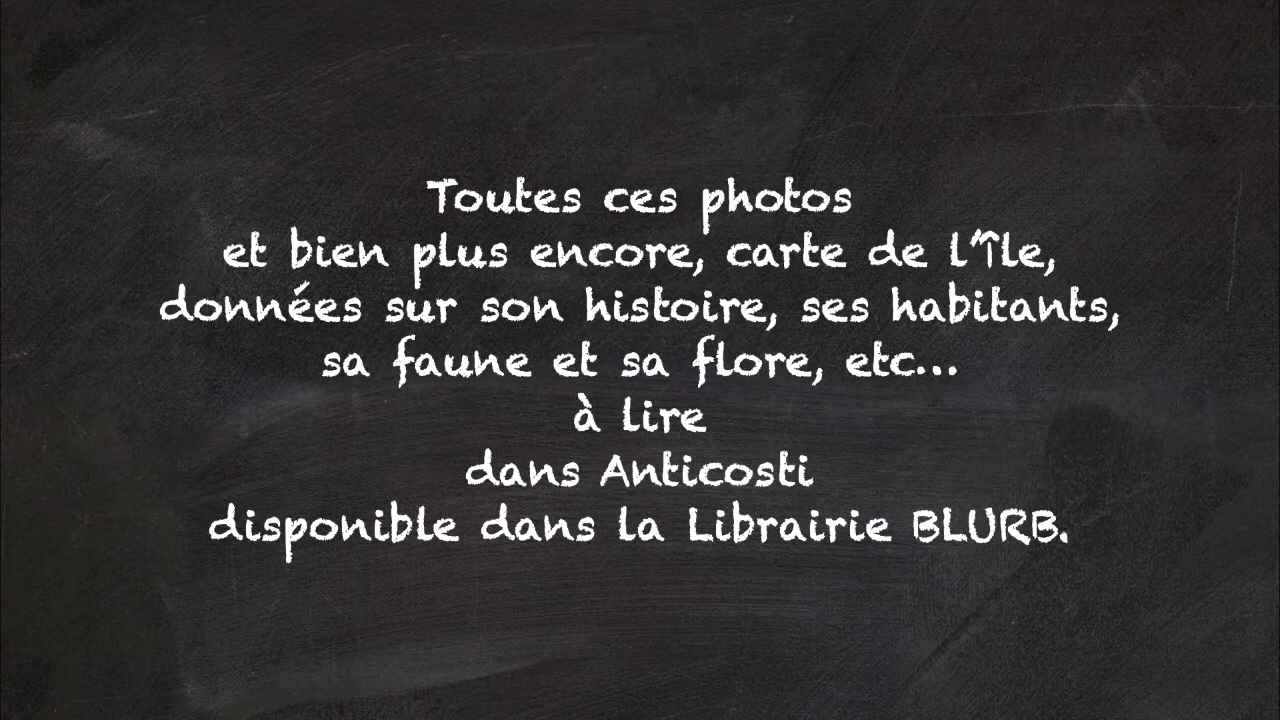 Toutes ces photos
et bien plus encore, carte de l'Île,
données sur son histoire, ses habitants,
sa faune et sa flore, etc...
à lire
dans Anticosti
disponible dans la Librairie BLURB.